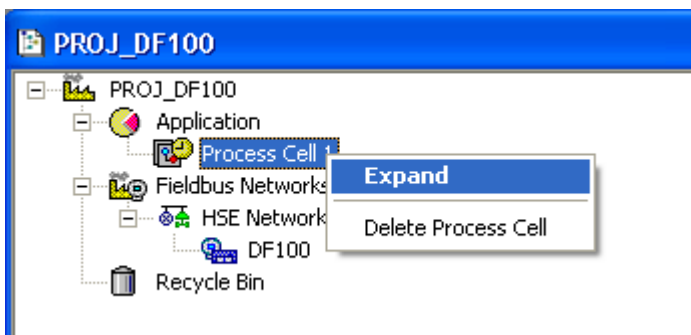 PROJ_DF100
PROJ_DF100
Application
Process Cell 1
Expand
Fieldbus Networks
Delete Process Cell
HSE Network
DF100
Recycle Bin